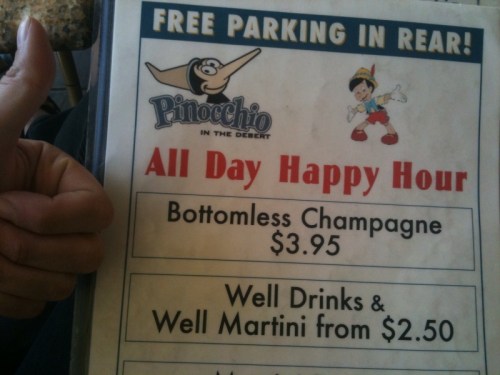 FREE PARKING IN REAR!
Pinocchio
IN THE DESERT
All Day Happy Hour
Bottomless Champagne
$3.95
Well Drinks &
Well Martini from $2.50